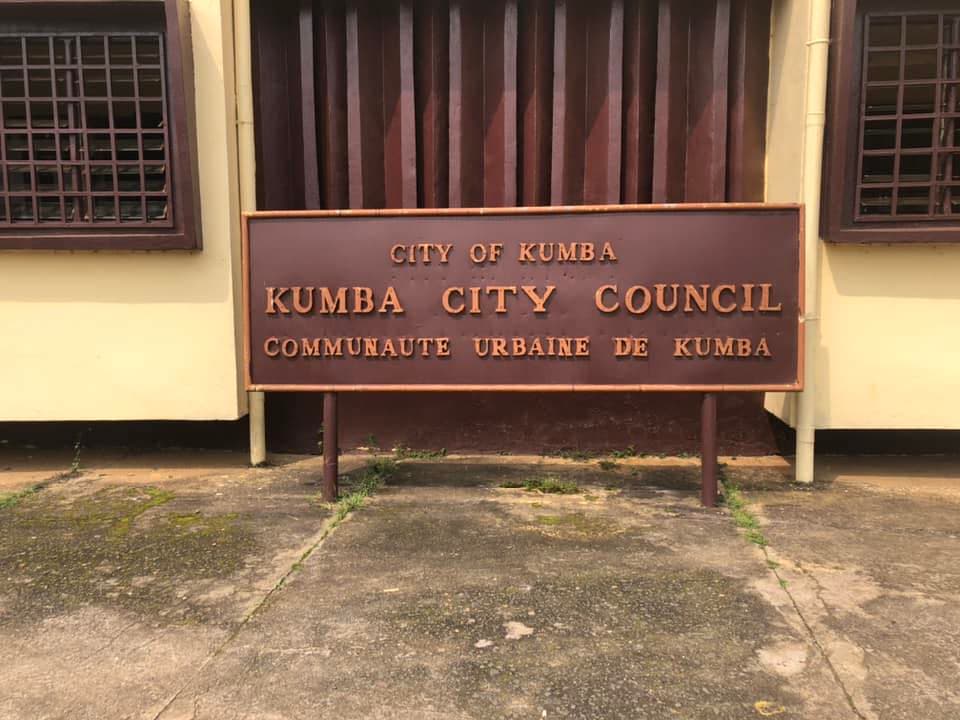 CITY OF KUMBA
KUMBA CITY COUNCIL
COMMUNAUTE URBAINE DE KUMBA